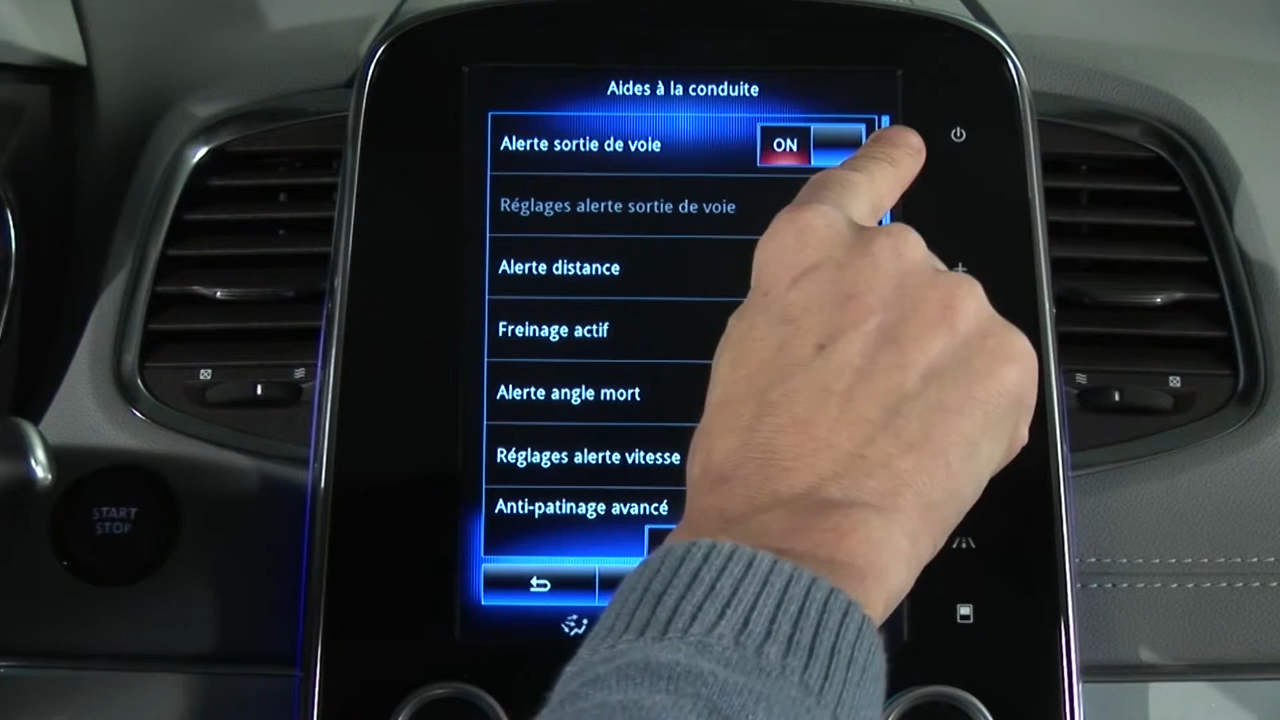 Aides à la conduite
Alerte sortie de voie ON
Réglages alerte sortie de voie
Alerte distance
Freinage actif
Alerte angle mort
Réglages alerte vitesse
Anti-patinage avancé
START
STOP